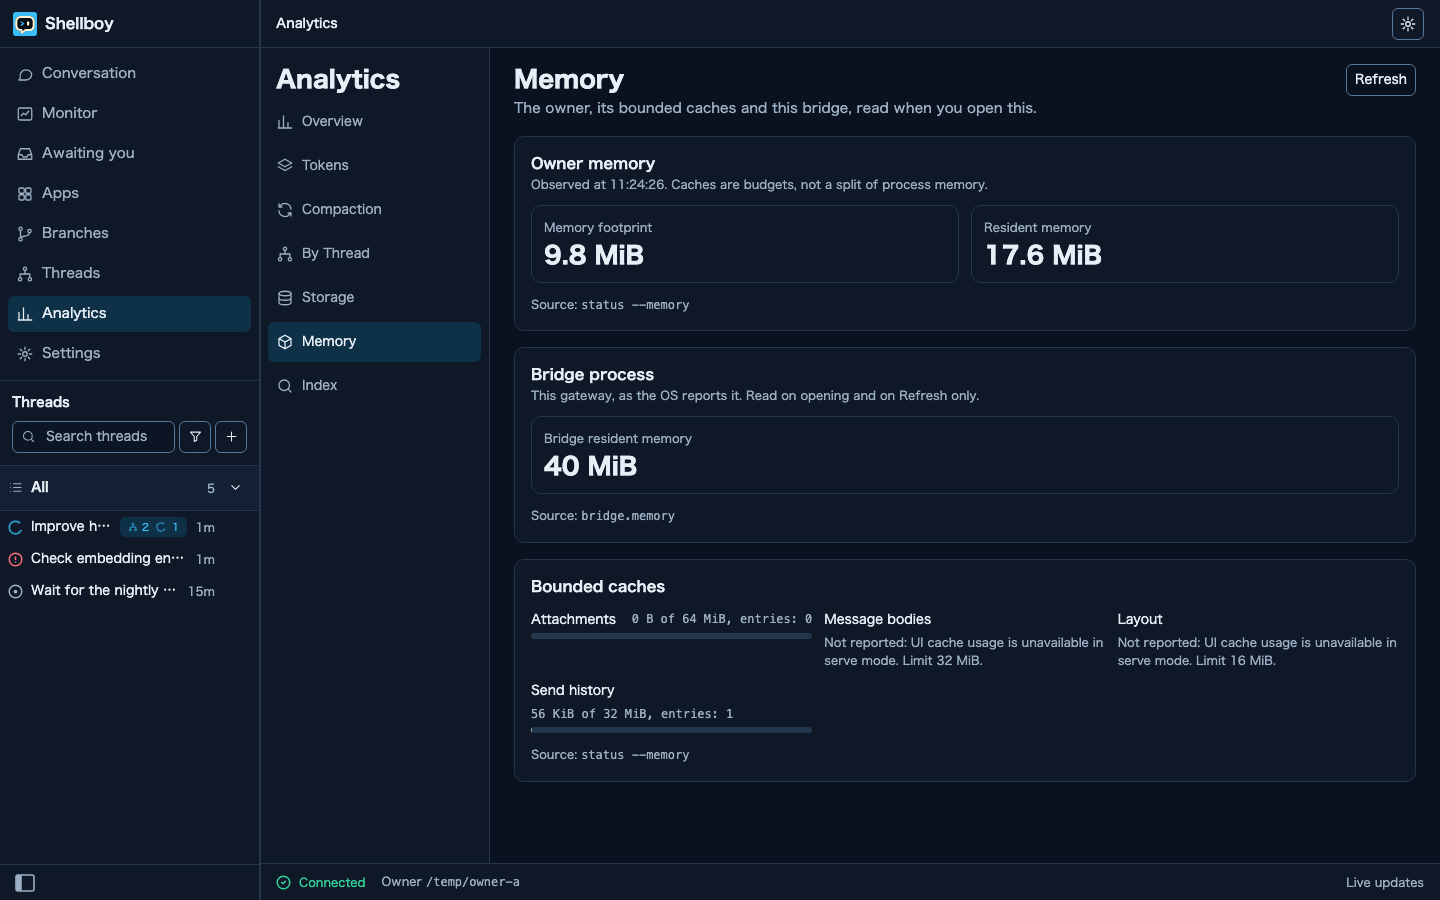 Shellboy
Analytics
Conversation
Monitor
Awaiting you
Apps
Branches
Threads
Analytics
Settings
Threads
Search threads
All 5
Improve h··· 2 1 1m
Check embedding en··· 1m
Wait for the nightly ··· 15m
Analytics
Overview
Tokens
Compaction
By Thread
Storage
Memory
Index
Memory
Refresh
The owner, its bounded caches and this bridge, read when you open this.
Owner memory
Observed at 11:24:26. Caches are budgets, not a split of process memory.
Memory footprint
9.8 MiB
Resident memory
17.6 MiB
Source: status --memory
Bridge process
This gateway, as the OS reports it. Read on opening and on Refresh only.
Bridge resident memory
40 MiB
Source: bridge.memory
Bounded caches
Attachments 0 B of 64 MiB, entries: 0
Message bodies
Not reported: UI cache usage is unavailable in
serve mode. Limit 32 MiB.
Layout
Not reported: UI cache usage is unavailable in
serve mode. Limit 16 MiB.
Send history
56 KiB of 32 MiB, entries: 1
Source: status --memory
Connected Owner /temp/owner-a
Live updates